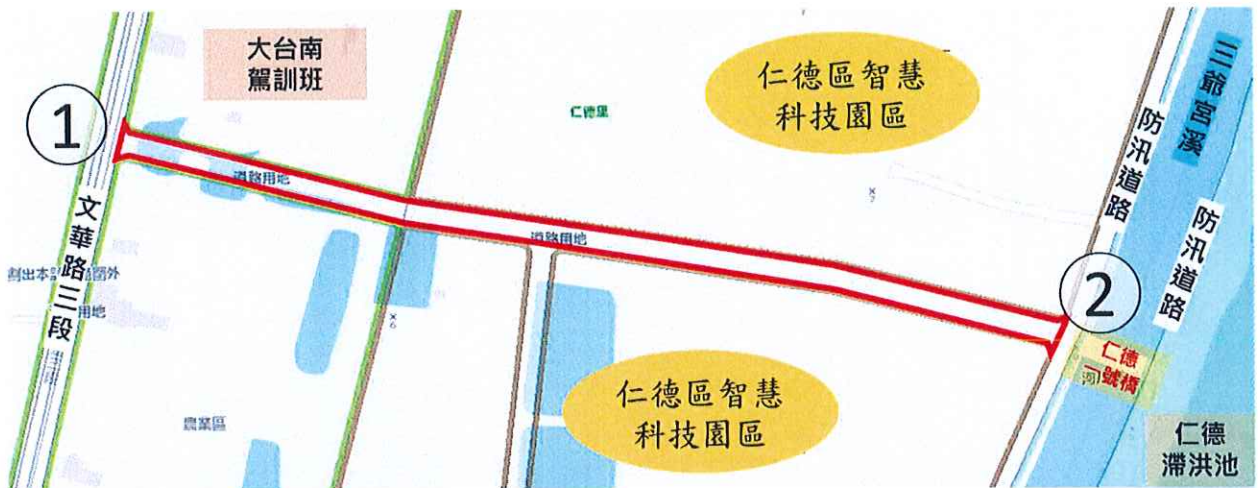 大台南
駕訓班
仁德區智慧
科技園區
三爺宮溪
防汛道路
仁德里
①
道路用地
文華路三段
防汛道路
道路用地
②
仁德
一號橋
河
仁德區智慧
科技園區
農業區
仁德
滯洪池